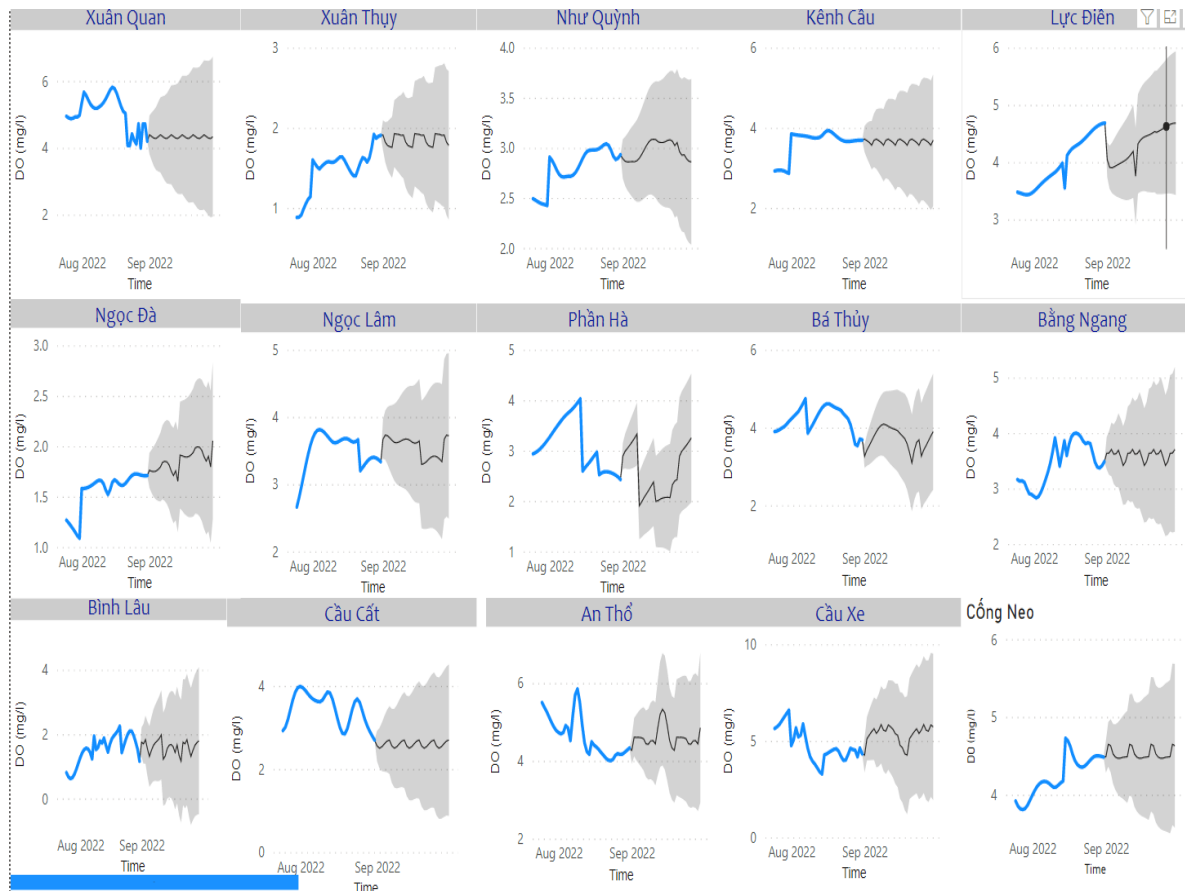 Xuân Quan
6
4
2
DO (mg/l)
Aug 2022 Sep 2022
Time
Xuân Thụy
3
2
1
DO (mg/l)
Aug 2022 Sep 2022
Time
Như Quỳnh
4.0
3.5
3.0
2.5
2.0
DO (mg/l)
Aug 2022 Sep 2022
Time
Kênh Cầu
6
4
2
DO (mg/l)
Aug 2022 Sep 2022
Time
Lực Điền
6
5
4
3
DO (mg/l)
Aug 2022 Sep 2022
Time
Ngọc Đà
3.0
2.5
2.0
1.5
1.0
DO (mg/l)
Aug 2022 Sep 2022
Time
Ngọc Lâm
5
4
3
2
DO (mg/l)
Aug 2022 Sep 2022
Time
Phần Hà
5
4
3
2
1
DO (mg/l)
Aug 2022 Sep 2022
Time
Bá Thủy
6
4
2
DO (mg/l)
Aug 2022 Sep 2022
Time
Bằng Ngang
5
4
3
2
DO (mg/l)
Aug 2022 Sep 2022
Time
Bình Lâu
4
2
0
DO (mg/l)
Aug 2022 Sep 2022
Time
Cầu Cất
4
2
0
DO (mg/l)
Aug 2022 Sep 2022
Time
An Thổ
6
4
2
DO (mg/l)
Aug 2022 Sep 2022
Time
Cầu Xe
10
5
0
DO (mg/l)
Aug 2022 Sep 2022
Time
Cống Neo
6
5
4
DO (mg/l)
Aug 2022 Sep 2022
Time